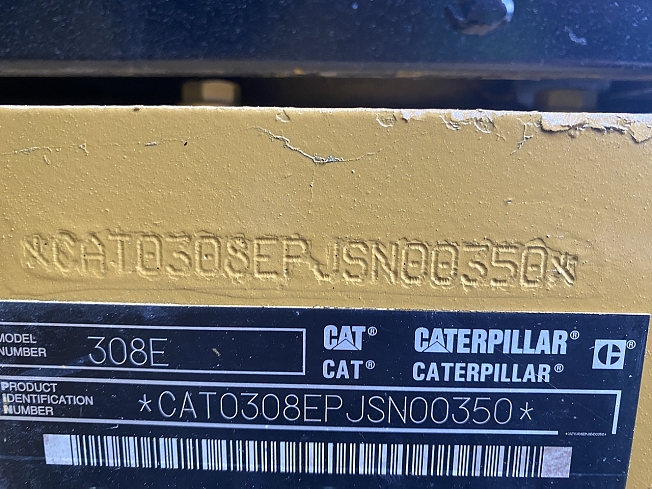 *CAT0308EPJSN00350*
MODEL NUMBER 308E
CAT® CATERPILLAR®
CAT® CATERPILLAR®
PRODUCT IDENTIFICATION NUMBER *CAT0308EPJSN00350*